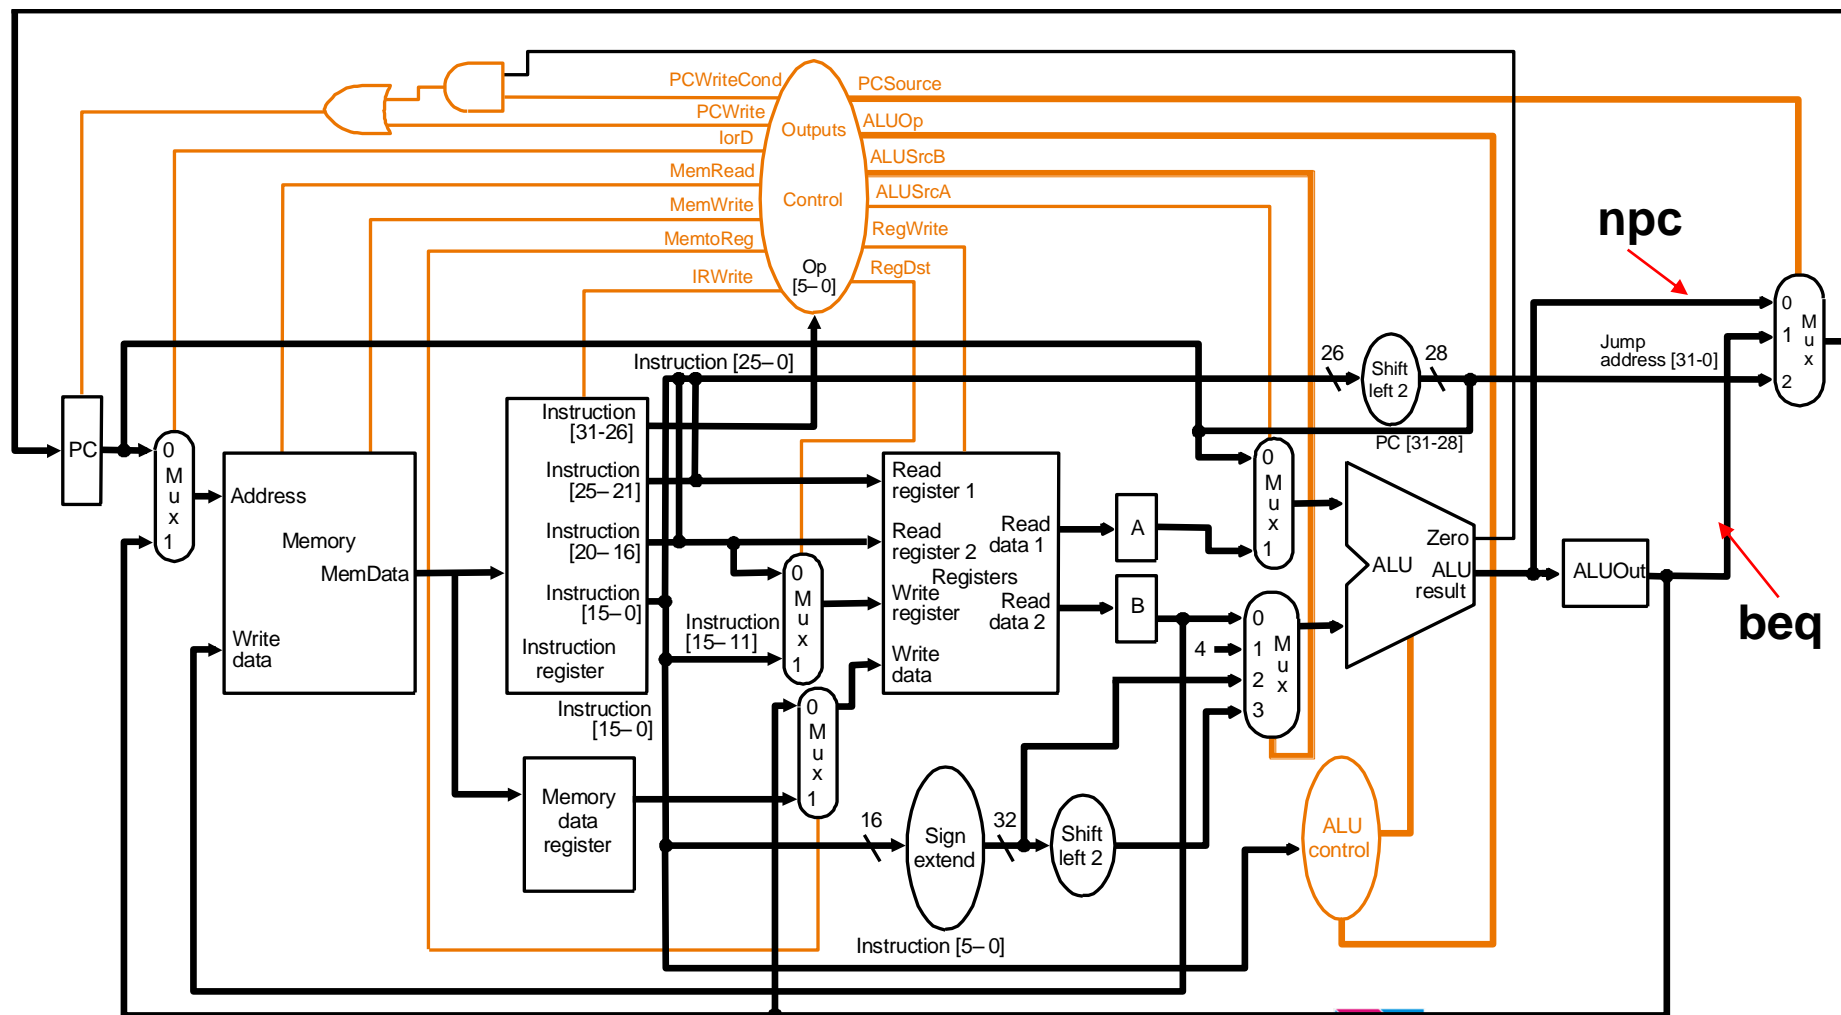 PCWriteCond
PCWrite
IorD
MemRead
MemWrite
MemtoReg
IRWrite
Outputs
Control
Op
[5–0]
PCSource
ALUOp
ALUSrcB
ALUSrcA
RegWrite
RegDst
npc
0
1
2
M
u
x
Jump
address [31-0]
Instruction [25–0]
26
Shift
left 2
28
PC [31-28]
PC
0
M
u
x
1
Address
Memory
MemData
Write
data
Instruction
[31-26]
Instruction
[25–21]
Instruction
[20–16]
Instruction
[15–0]
Instruction
register
Instruction
[15–11]
Instruction
[15–0]
0
M
u
x
1
0
M
u
x
1
Memory
data
register
Read
register 1
Read
register 2
Registers
Write
register
Write
data
Read
data 1
Read
data 2
A
B
0
M
u
x
1
4
0
1
2
3
M
u
x
Zero
ALU
ALU
result
ALUOut
beq
16
Sign
extend
32
Shift
left 2
ALU
control
Instruction [5–0]